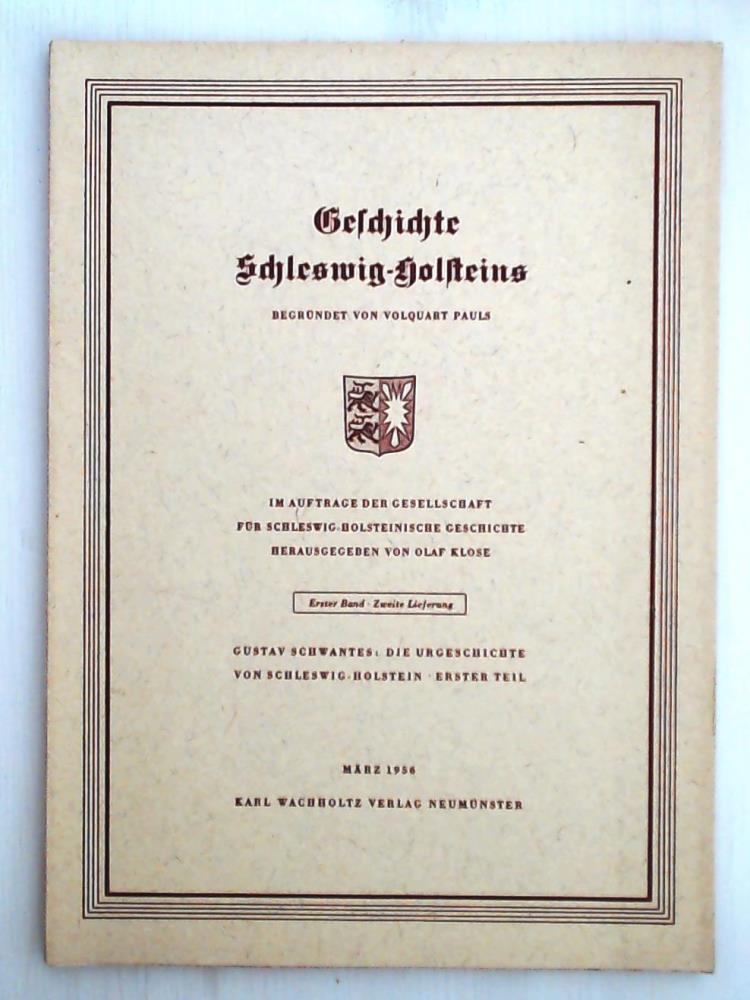 Geschichte
Schleswig-Holsteins
BEGRÜNDET VON VOLQUART PAULS
IM AUFTRAGE DER GESELLSCHAFT
FÜR SCHLESWIG-HOLSTEINISCHE GESCHICHTE
HERAUSGEGEBEN VON OLAF KLOSE
Erster Band · Zweite Lieferung
GUSTAV SCHWANTES: DIE URGESCHICHTE
VON SCHLESWIG-HOLSTEIN · ERSTER TEIL
MÄRZ 1956
KARL WACHHOLTZ VERLAG NEUMÜNSTER